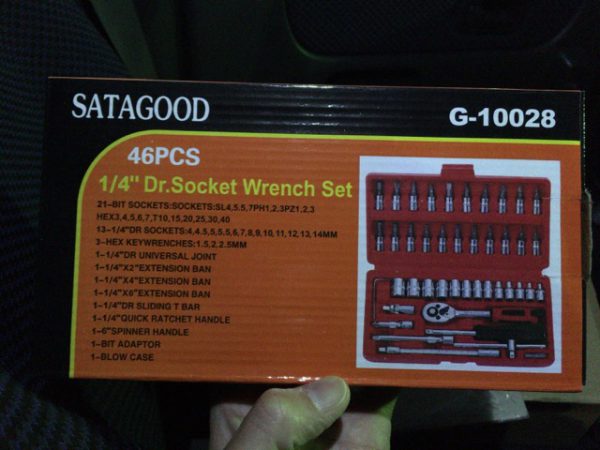 SATAGOOD
G-10028
46PCS
1/4" Dr.Socket Wrench Set
21-BIT SOCKETS:SOCKETS:SL4,5.5,7PH1,2,3PZ1,2,3
HEX3,4,5,6,7,T10,15,20,25,30,40
13-1/4"DR SOCKETS:4,4.5,5,5.5,6,7,8,9,10,11,12,13,14MM
3-HEX KEYWRENCHES:1.5,2,2.5MM
1-1/4"DR UNIVERSAL JOINT
1-1/4"X2"EXTENSION BAN
1-1/4"X4"EXTENSION BAN
1-1/4"X6"EXTENSION BAN
1-1/4"DR SLIDING T BAR
1-1/4"QUICK RATCHET HANDLE
1-6"SPINNER HANDLE
1-BIT ADAPTOR
1-BLOW CASE